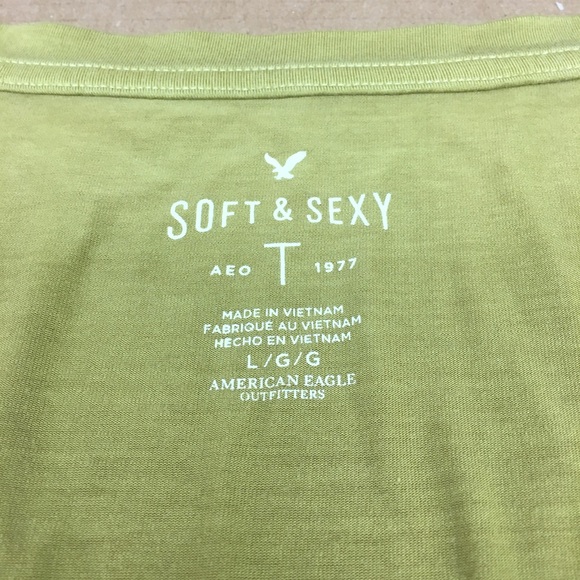 SOFT & SEXY
AEO T 1977
MADE IN VIETNAM
FABRIQUÉ AU VIETNAM
HECHO EN VIETNAM
L/G/G
AMERICAN EAGLE
OUTFITTERS